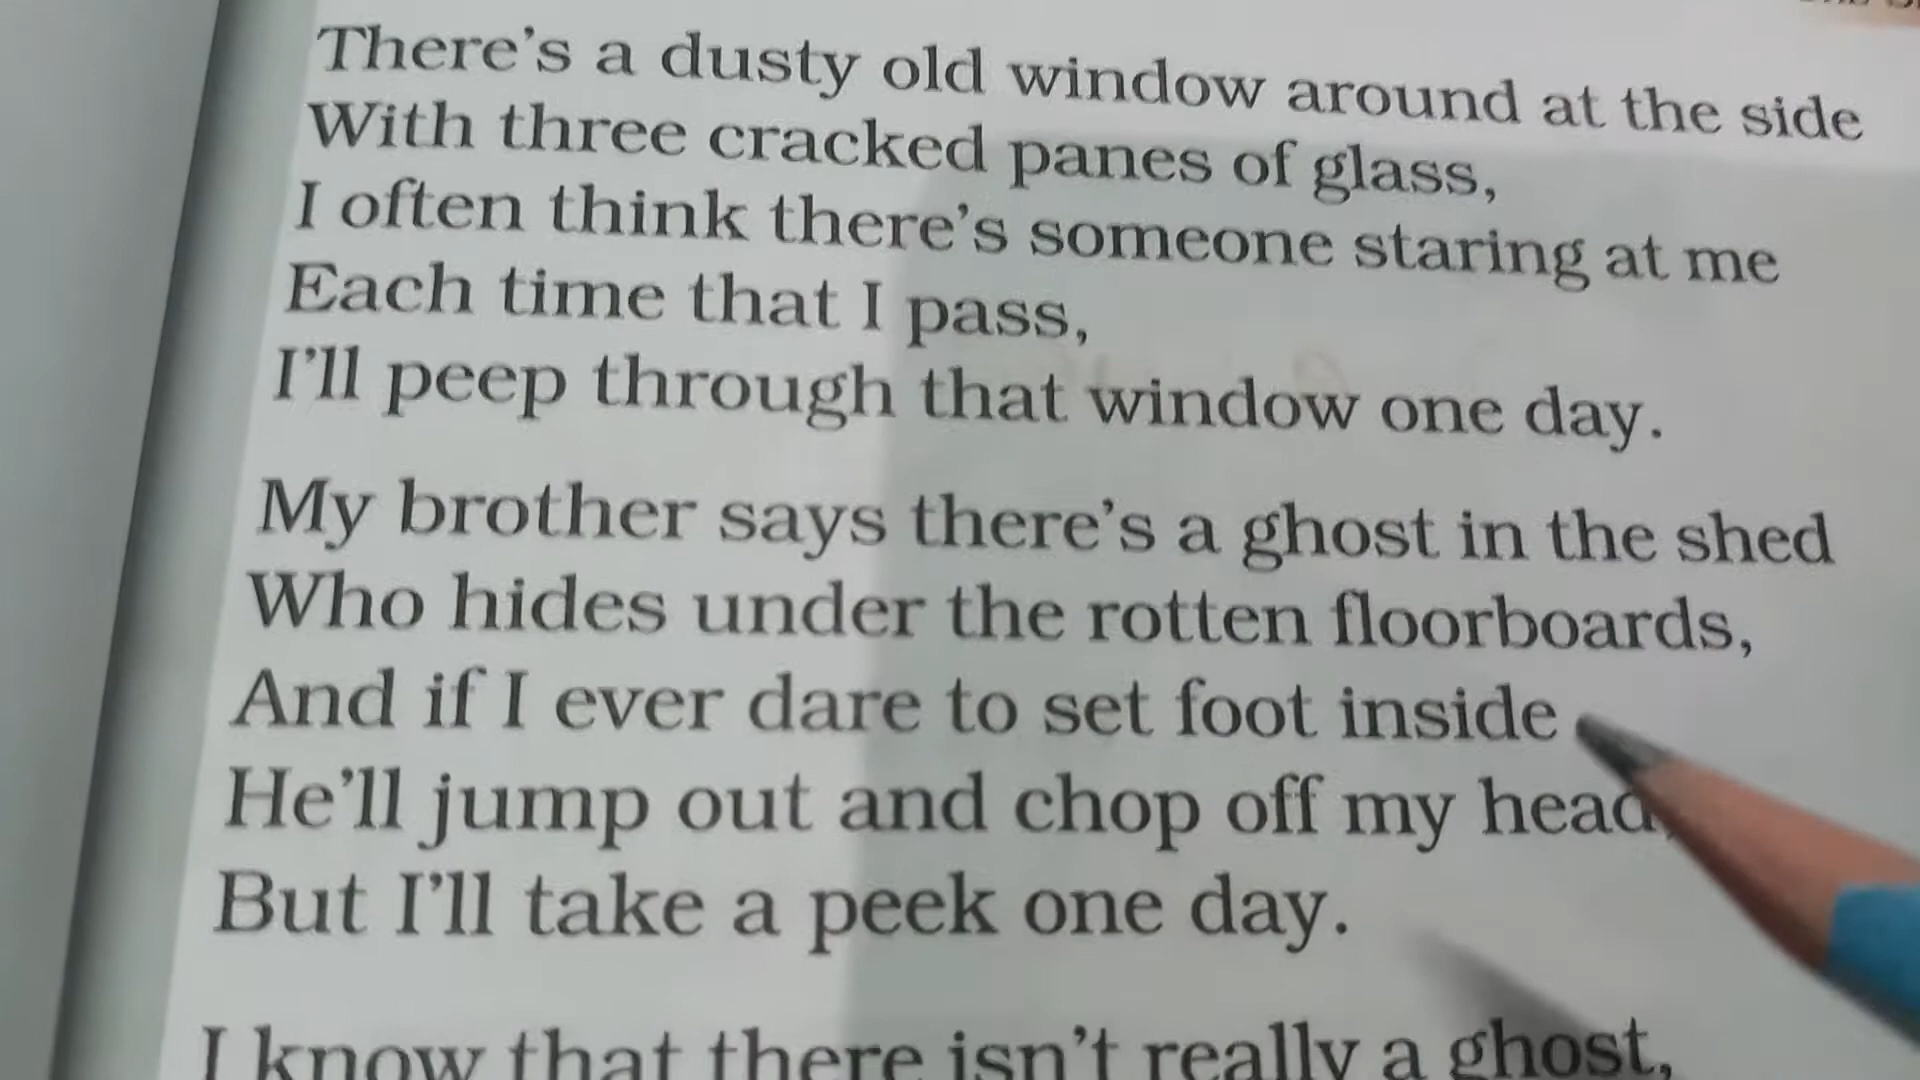 There's a dusty old window around at the side
With three cracked panes of glass,
I often think there's someone staring at me
Each time that I pass,
I'll peep through that window one day.
My brother says there's a ghost in the shed
Who hides under the rotten floorboards,
And if I ever dare to set foot inside
He'll jump out and chop off my head,
But I'll take a peek one day.
I know that there isn't really a ghost,